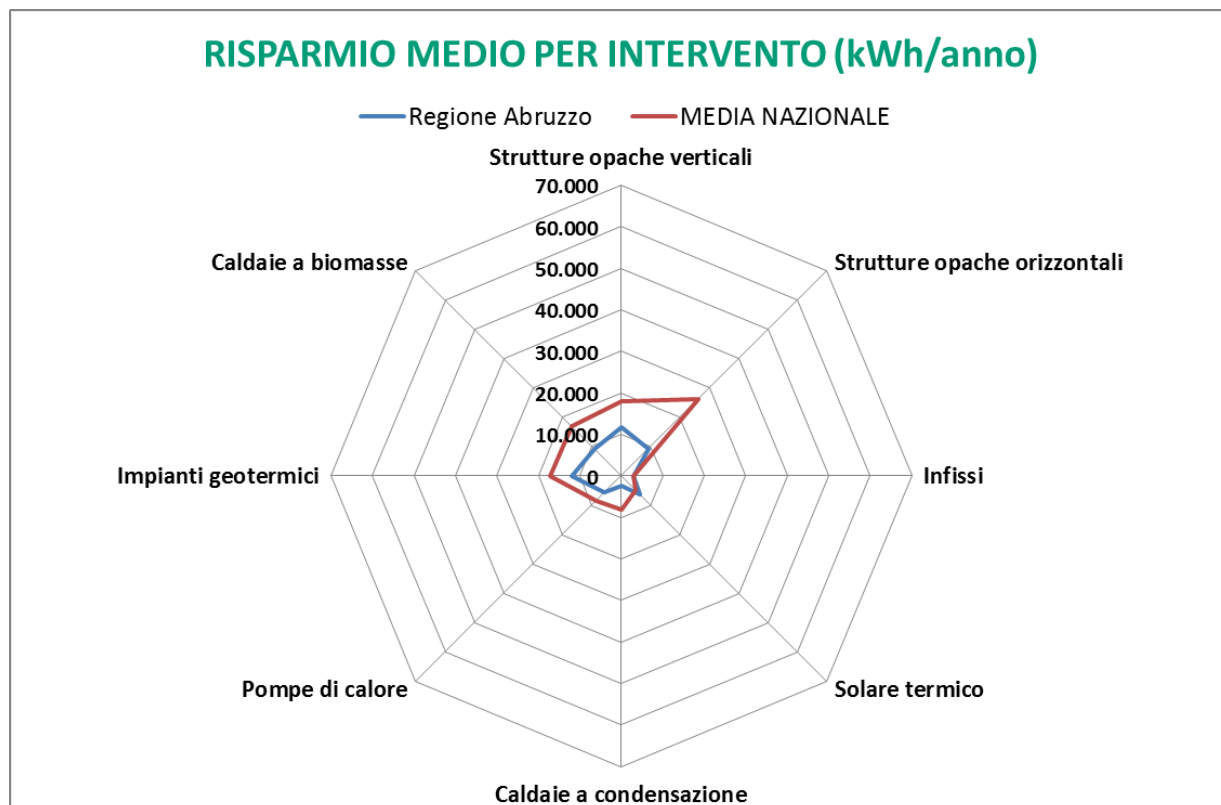 RISPARMIO MEDIO PER INTERVENTO (kWh/anno)
Regione Abruzzo MEDIA NAZIONALE
Strutture opache verticali
70.000
60.000
Caldaie a biomasse
Strutture opache orizzontali
50.000
40.000
30.000
20.000
10.000
Impianti geotermici
0
Infissi
Pompe di calore
Solare termico
Caldaie a condensazione